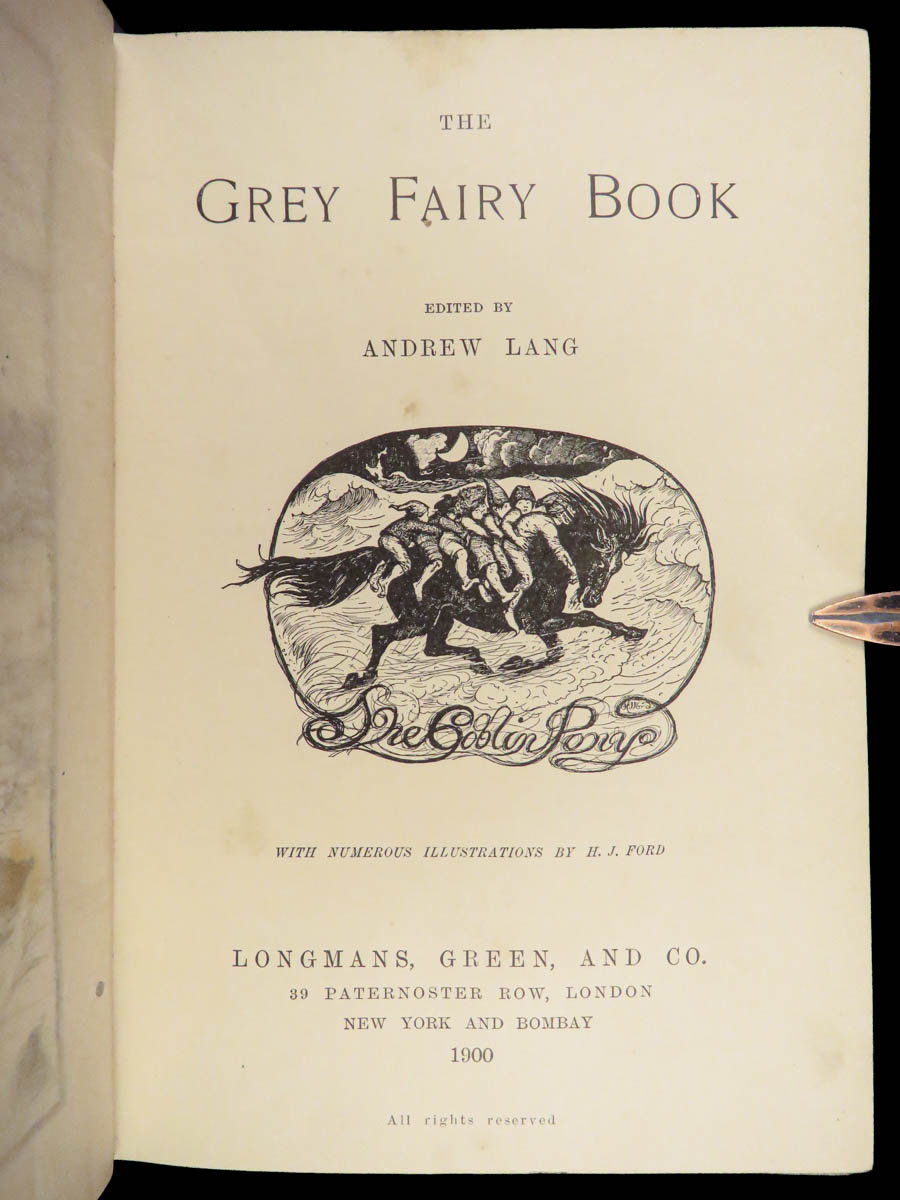 THE
GREY FAIRY BOOK
EDITED BY
ANDREW LANG
The Goblin Pony
WITH NUMEROUS ILLUSTRATIONS BY H. J. FORD
LONGMANS, GREEN, AND CO.
39 PATERNOSTER ROW, LONDON
NEW YORK AND BOMBAY
1900
All rights reserved